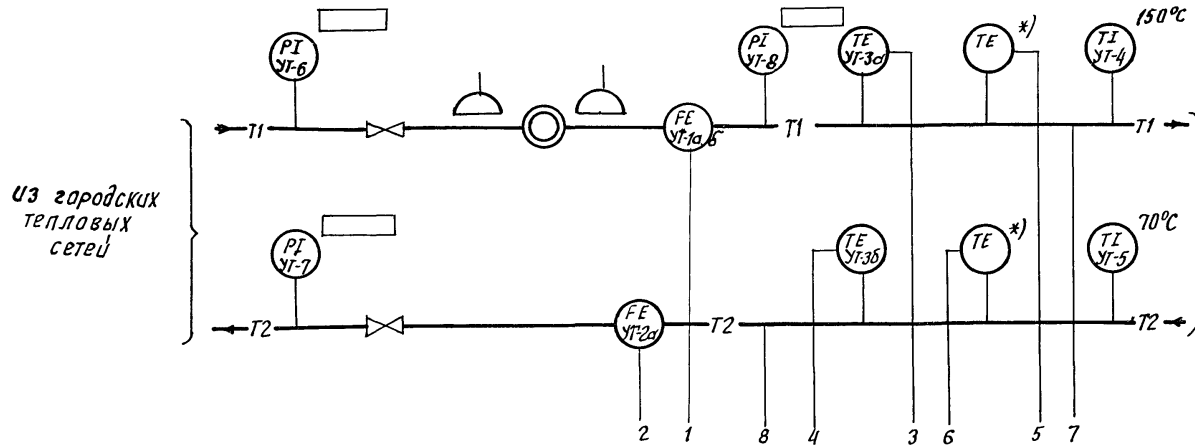 PI
УТ-6
PI
УТ-8
TE
УТ-3а
TE
*)
TI
УТ-4
150°С
Т1
FE
УТ-1а,б
Т1
Т1
из городских
тепловых
сетей
PI
УТ-7
TE
УТ-3б
TE
*)
TI
УТ-5
70°С
Т2
FE
УТ-2а
Т2
Т2
2
1
8
4
3
6
5
7